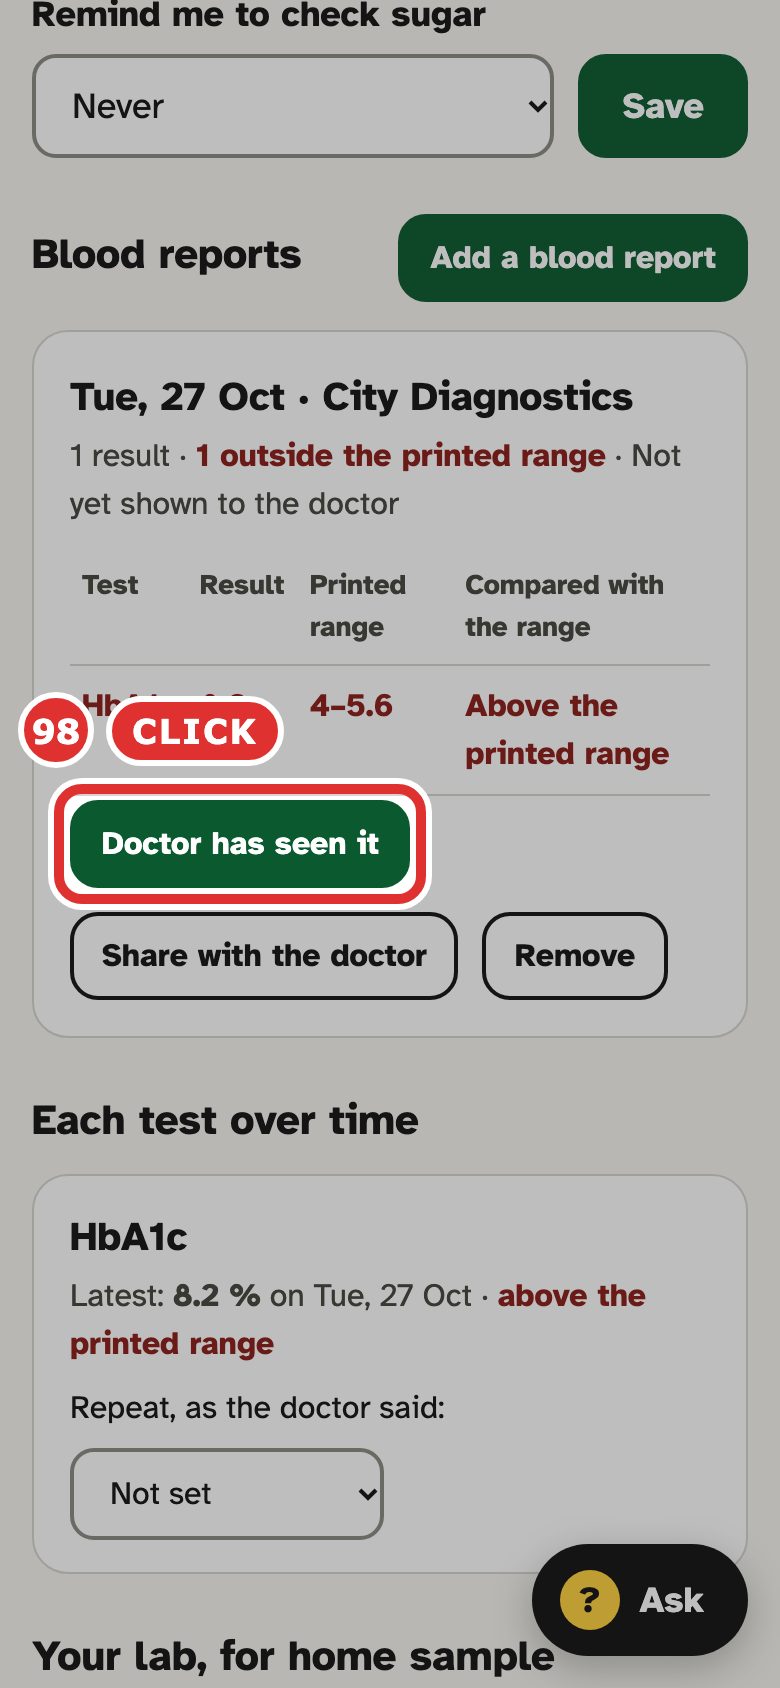 Remind me to check sugar
Never
Save
Blood reports
Add a blood report
Tue, 27 Oct · City Diagnostics
1 result · 1 outside the printed range · Not
yet shown to the doctor
Test Result Printed range Compared with the range
4–5.6 Above the printed range
98 CLICK
Doctor has seen it
Share with the doctor
Remove
Each test over time
HbA1c
Latest: 8.2 % on Tue, 27 Oct · above the
printed range
Repeat, as the doctor said:
Not set
? Ask
Your lab, for home sample